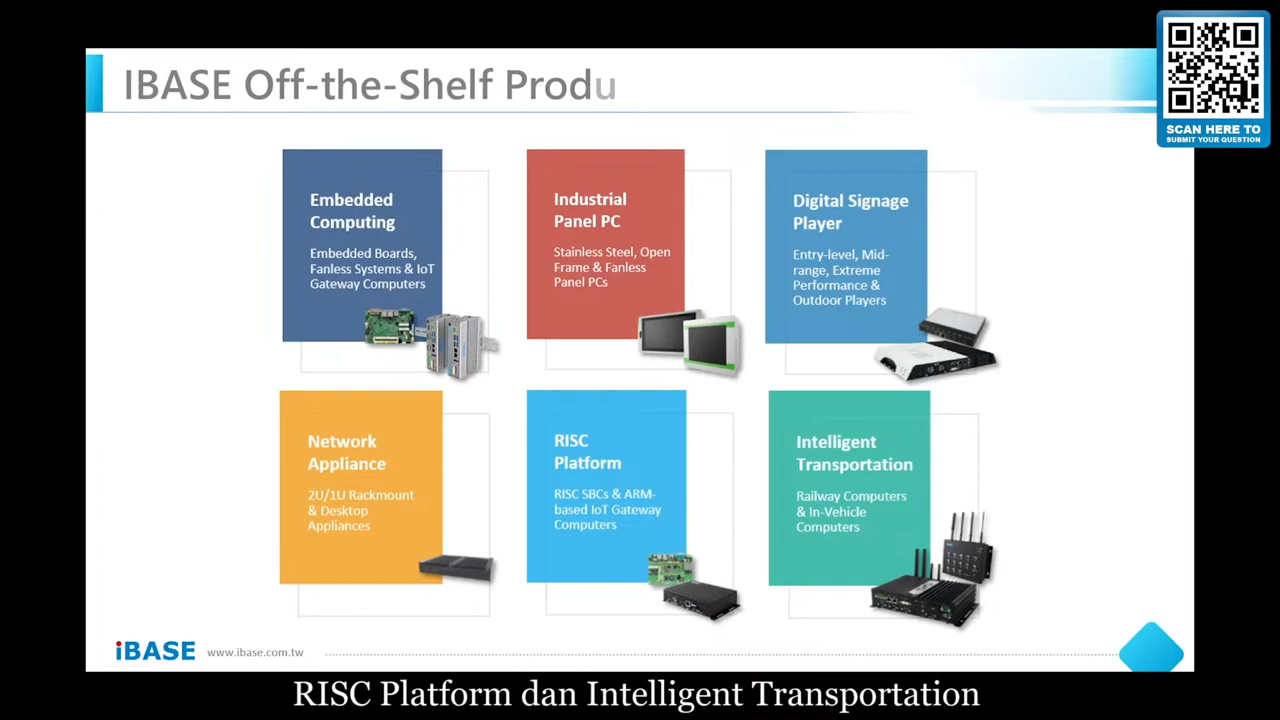 IBASE Off-the-Shelf Produ
SCAN HERE TO
SUBMIT YOUR QUESTION
Embedded
Computing
Embedded Boards,
Fanless Systems & IoT
Gateway Computers
Industrial
Panel PC
Stainless Steel, Open
Frame & Fanless
Panel PCs
Digital Signage
Player
Entry-level, Mid-
range, Extreme
Performance &
Outdoor Players
Network
Appliance
2U/1U Rackmount
& Desktop
Appliances
RISC
Platform
RISC SBCs & ARM-
based IoT Gateway
Computers
Intelligent
Transportation
Railway Computers
& In-Vehicle
Computers
iBASE
www.ibase.com.tw
RISC Platform dan Intelligent Transportation